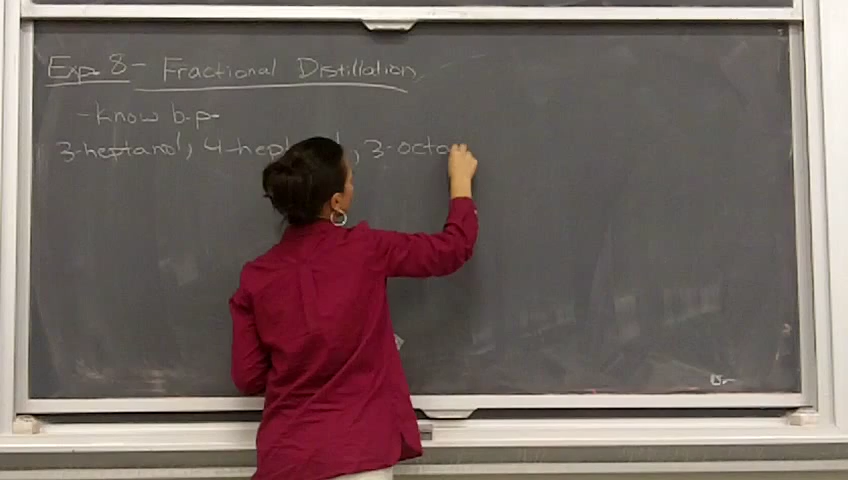 Exp. 8 - Fractional Distillation
- know b.p
3-heptanol, 4-hep , 3-octa